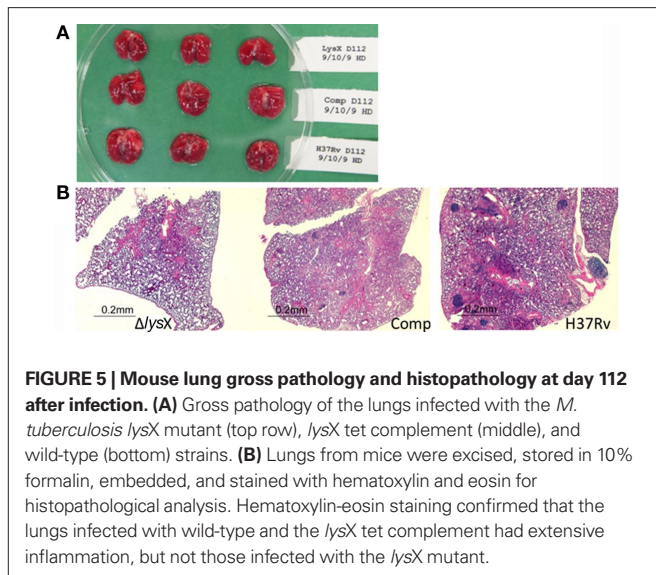 A
LysX D112
9/10/9 HD
Comp D112
9/10/9 HD
H37Rv D112
9/10/9 HD
B
0.2mm
ΔlysX
0.2mm
Comp
0.2mm
H37Rv
FIGURE 5 | Mouse lung gross pathology and histopathology at day 112
after infection. (A) Gross pathology of the lungs infected with the M.
tuberculosis lysX mutant (top row), lysX tet complement (middle), and
wild-type (bottom) strains. (B) Lungs from mice were excised, stored in 10%
formalin, embedded, and stained with hematoxylin and eosin for
histopathological analysis. Hematoxylin-eosin staining confirmed that the
lungs infected with wild-type and the lysX tet complement had extensive
inflammation, but not those infected with the lysX mutant.